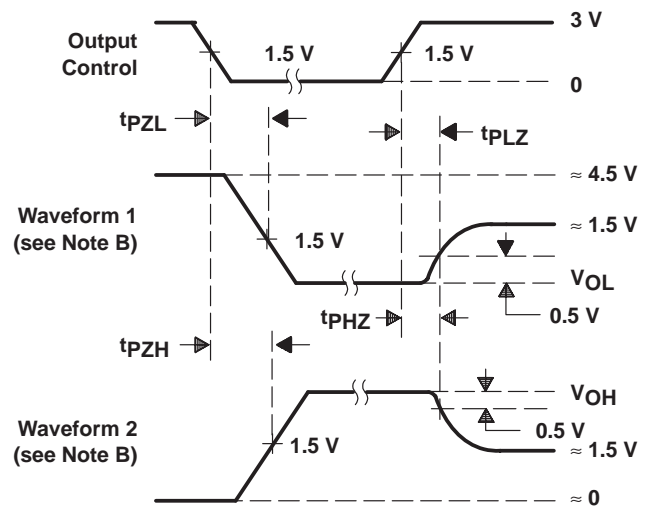 Output
Control
3 V
1.5 V
1.5 V
0
tPZL
tPLZ
≈ 4.5 V
Waveform 1
(see Note B)
1.5 V
≈ 1.5 V
VOL
0.5 V
tPHZ
tPZH
VOH
Waveform 2
(see Note B)
1.5 V
0.5 V
≈ 1.5 V
≈ 0